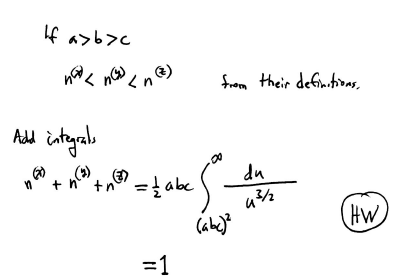 If a>b>c
n^(x) < n^(y) < n^(z) from their definitions.
Add integrals
n^(x) + n^(y) + n^(z) = 1/2 abc ∫_{(abc)^2}^∞ du / u^{3/2}
HW
=1